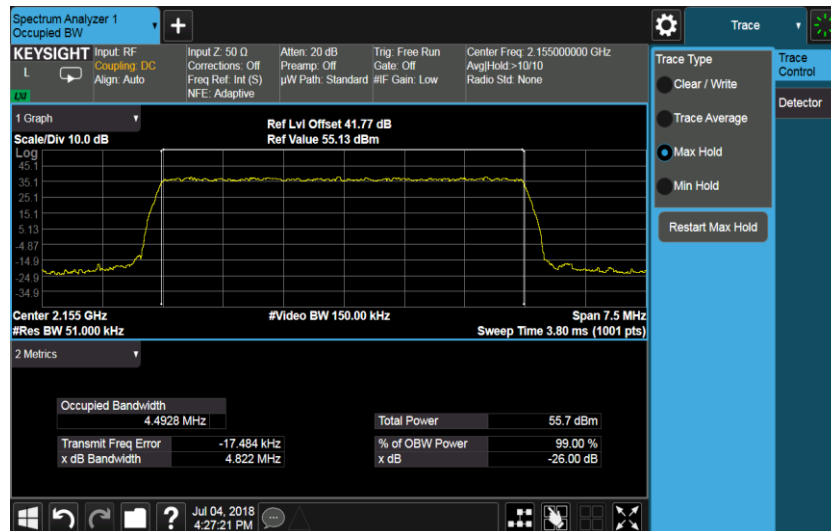 Spectrum Analyzer 1
Occupied BW
+
Trace
KEYSIGHT
L
LXI
Input: RF
Coupling: DC
Align: Auto
Input Z: 50 Ω
Corrections: Off
Freq Ref: Int (S)
NFE: Adaptive
Atten: 20 dB
Preamp: Off
µW Path: Standard
Trig: Free Run
Gate: Off
#IF Gain: Low
Center Freq: 2.155000000 GHz
Avg|Hold:>10/10
Radio Std: None
1 Graph
Scale/Div 10.0 dB
Ref Lvl Offset 41.77 dB
Ref Value 55.13 dBm
Log
45.1
35.1
25.1
15.1
5.13
-4.87
-14.9
-24.9
-34.9
Center 2.155 GHz
#Res BW 51.000 kHz
#Video BW 150.00 kHz
Span 7.5 MHz
Sweep Time 3.80 ms (1001 pts)
2 Metrics
Occupied Bandwidth
4.4928 MHz
Total Power 55.7 dBm
Transmit Freq Error -17.484 kHz
% of OBW Power 99.00 %
x dB Bandwidth 4.822 MHz
x dB -26.00 dB
Trace Type
Clear / Write
Trace Average
Max Hold
Min Hold
Restart Max Hold
Trace
Control
Detector
?
Jul 04, 2018
4:27:21 PM